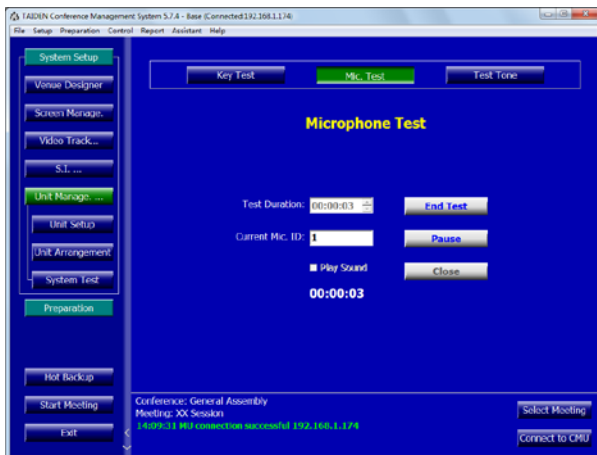 TAIDEN Conference Management System 5.7.4 - Base (Connected:192.168.1.174)
File Setup Preparation Control Report Assistant Help
System Setup
Venue Designer
Screen Manage.
Video Track...
S.I. ...
Unit Manage. ...
Unit Setup
Unit Arrangement
System Test
Preparation
Hot Backup
Start Meeting
Exit
Key Test
Mic. Test
Test Tone
Microphone Test
Test Duration: 00:00:03
End Test
Current Mic. ID: 1
Pause
Play Sound
Close
00:00:03
Conference: General Assembly
Meeting: XX Session
14:09:31 MU connection successful 192.168.1.174
Select Meeting
Connect to CMU